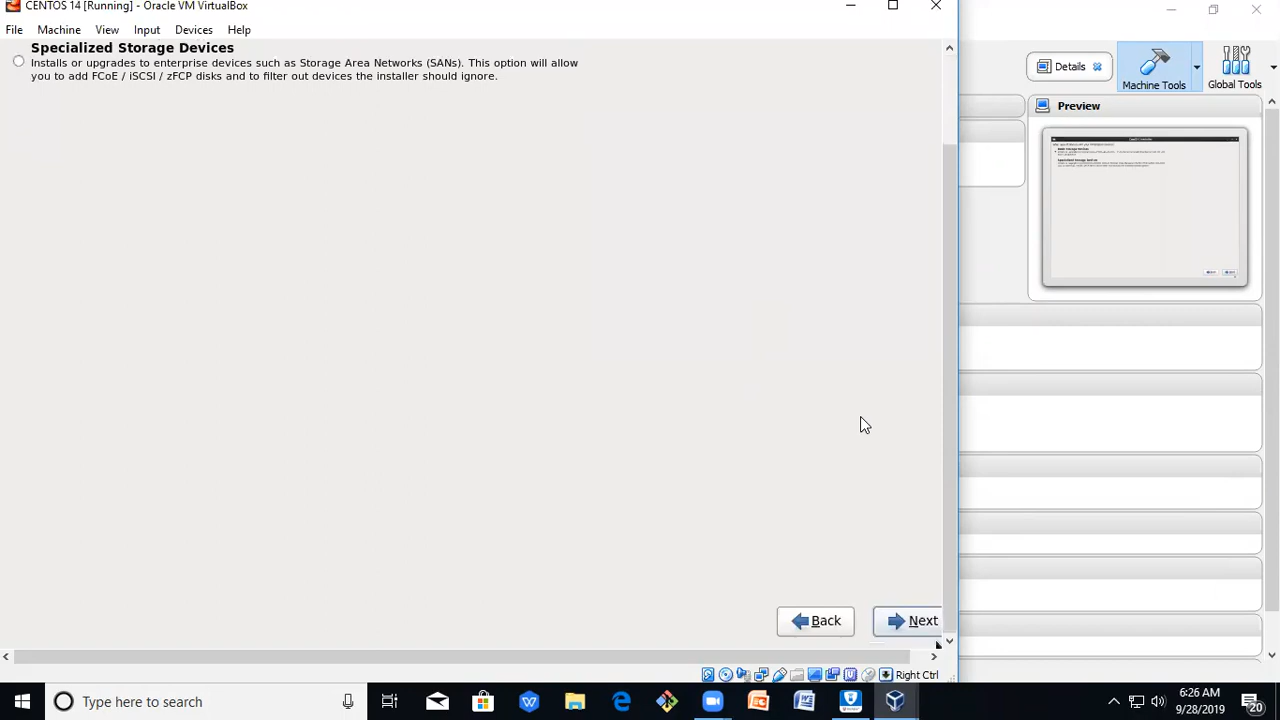 CENTOS 14 [Running] - Oracle VM VirtualBox
File Machine View Input Devices Help
Specialized Storage Devices
Installs or upgrades to enterprise devices such as Storage Area Networks (SANs). This option will allow
you to add FCoE / iSCSI / zFCP disks and to filter out devices the installer should ignore.
Details
Machine Tools
Global Tools
Preview
Back
Next
Right Ctrl
Type here to search
6:26 AM
9/28/2019
20